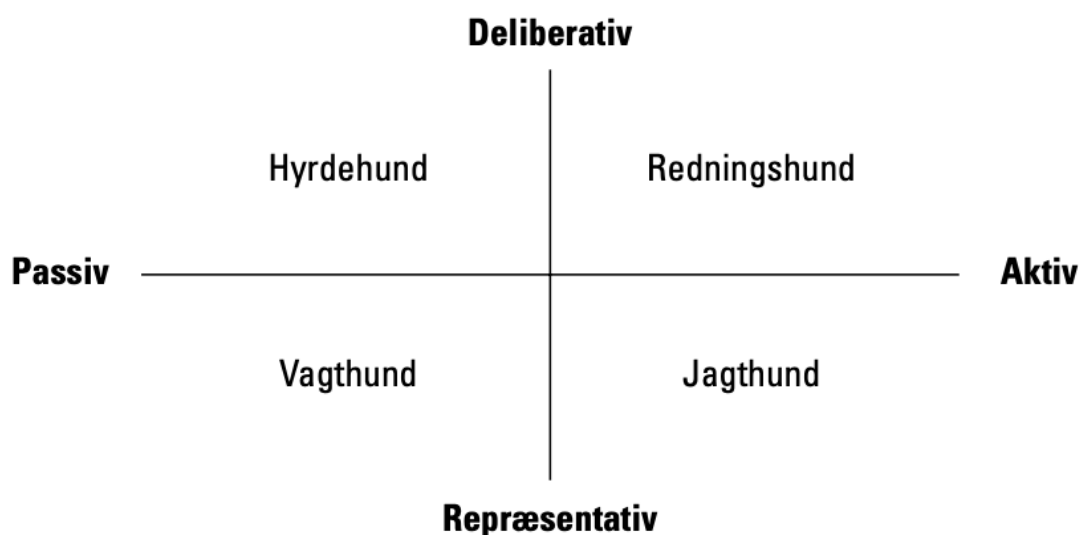 Deliberativ
Hyrdehund Redningshund
Passiv Aktiv
Vagthund Jagthund
Repræsentativ